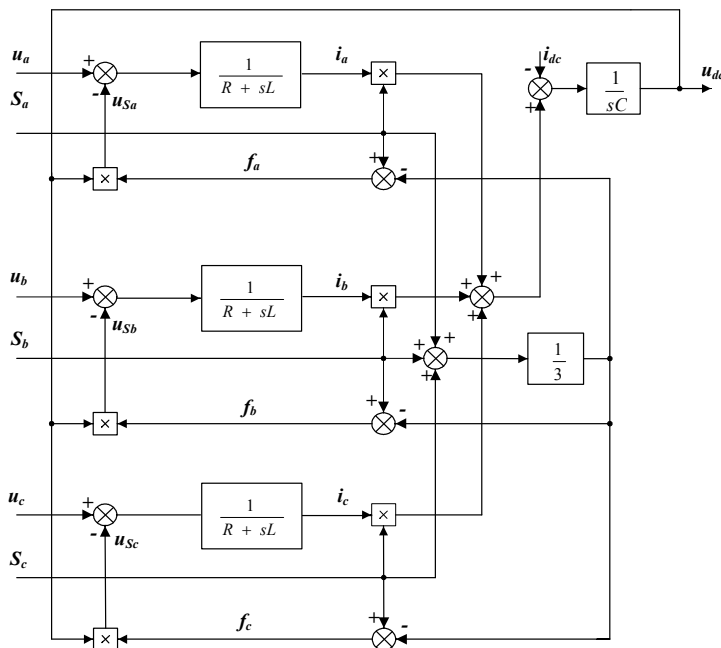 u_a + - 1 / R + sL i_a × - i_dc + 1 / sC u_dc
S_a u_Sa
× f_a + -
u_b + - 1 / R + sL i_b × + + +
S_b u_Sb + + + 1 / 3
× f_b + -
u_c + - 1 / R + sL i_c ×
S_c u_Sc
× f_c + -